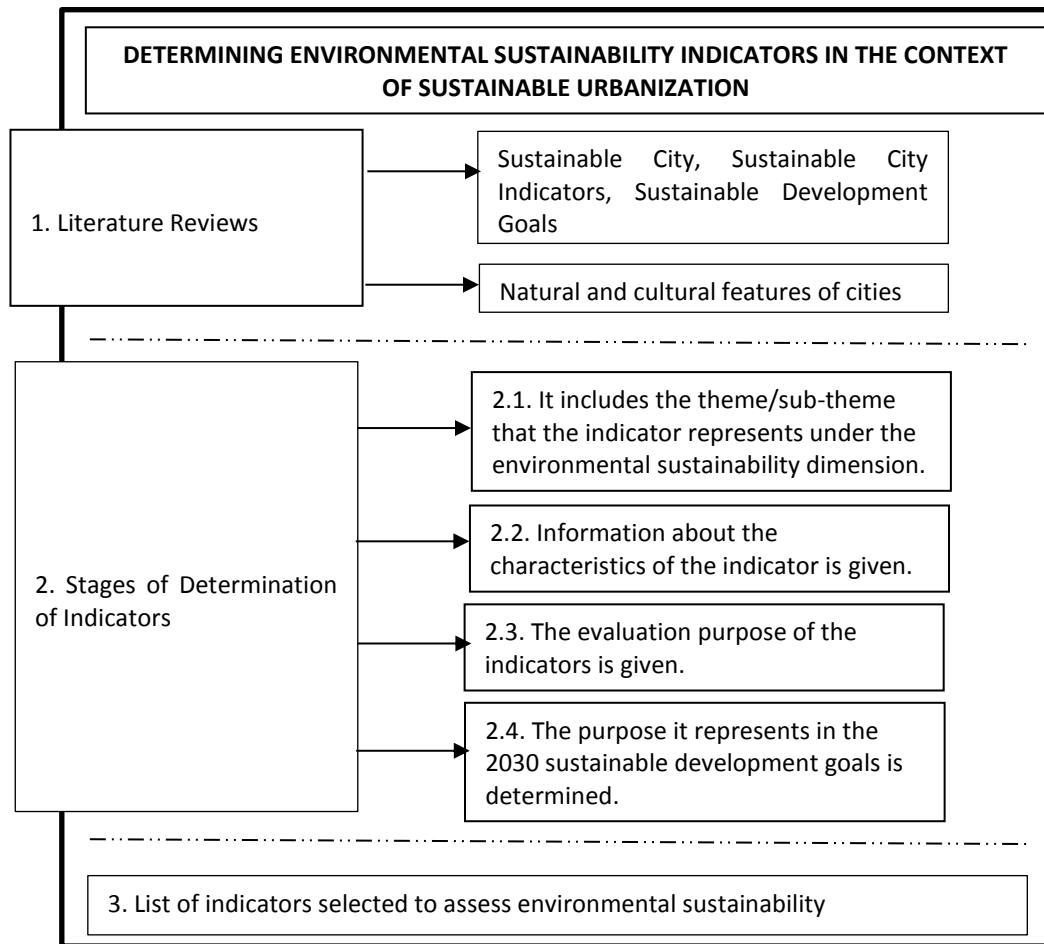 DETERMINING ENVIRONMENTAL SUSTAINABILITY INDICATORS IN THE CONTEXT
OF SUSTAINABLE URBANIZATION
1. Literature Reviews
Sustainable City, Sustainable City
Indicators, Sustainable Development
Goals
Natural and cultural features of cities
2. Stages of Determination
of Indicators
2.1. It includes the theme/sub-theme
that the indicator represents under the
environmental sustainability dimension.
2.2. Information about the
characteristics of the indicator is given.
2.3. The evaluation purpose of the
indicators is given.
2.4. The purpose it represents in the
2030 sustainable development goals is
determined.
3. List of indicators selected to assess environmental sustainability